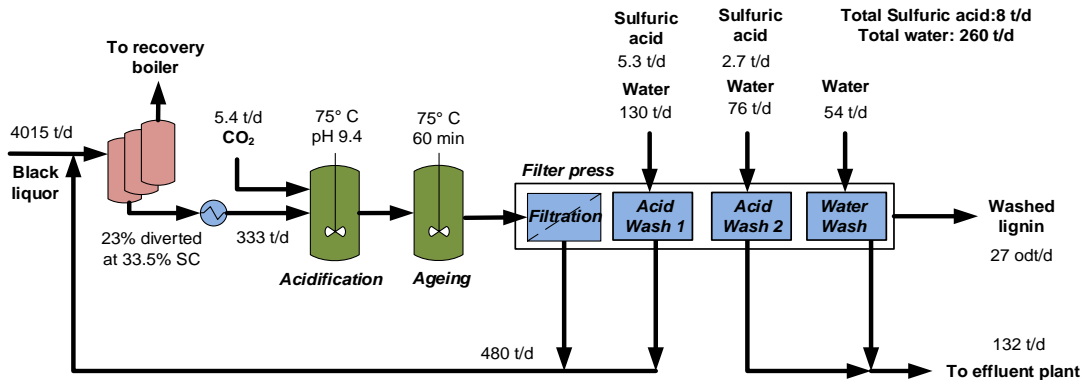 To recovery
boiler
4015 t/d
Black
liquor
23% diverted
at 33.5% SC
5.4 t/d
CO₂
333 t/d
75° C
pH 9.4
Acidification
75° C
60 min
Ageing
Filter press
Filtration
Sulfuric
acid
5.3 t/d
Water
130 t/d
Acid
Wash 1
Sulfuric
acid
2.7 t/d
Water
76 t/d
Acid
Wash 2
Total Sulfuric acid:8 t/d
Total water: 260 t/d
Water
54 t/d
Water
Wash
Washed
lignin
27 odt/d
480 t/d
132 t/d
To effluent plant